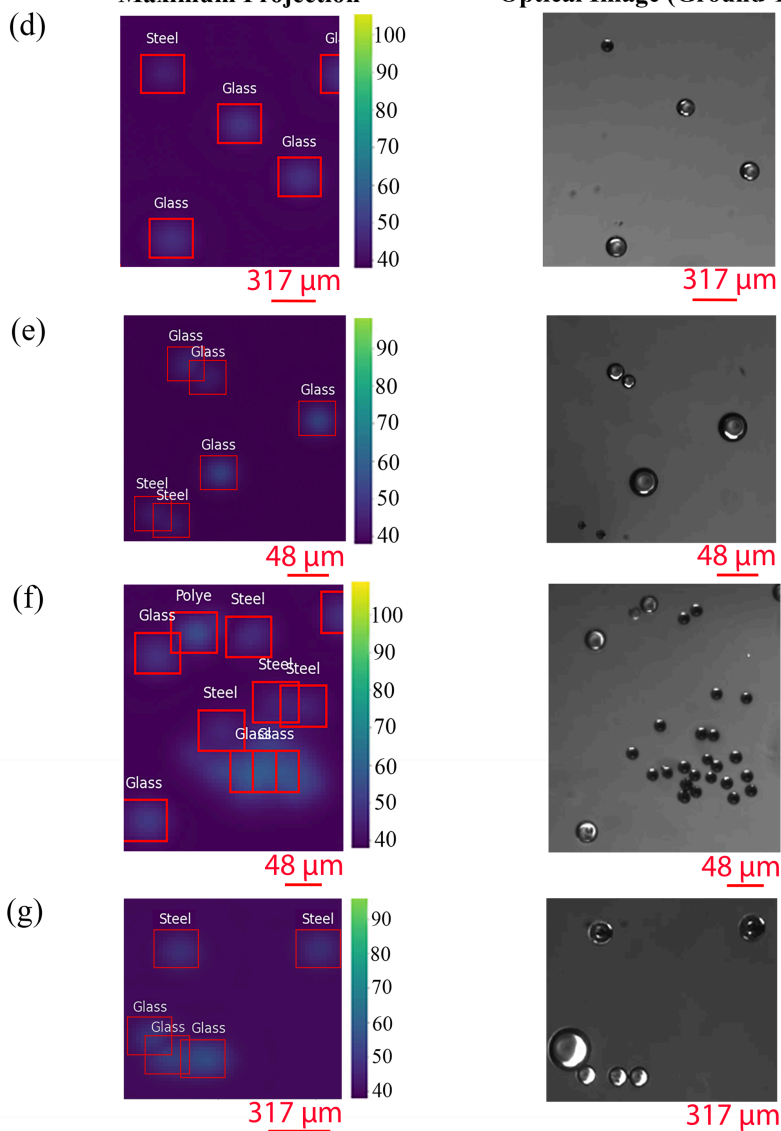 Maximum Projection Optical Image (Ground
(d)
Steel
Gl
Glass
Glass
Glass
100
90
80
70
60
50
40
317 µm
317 µm
(e)
Glass
Glass
Glass
Glass
Steel
Steel
90
80
70
60
50
40
48 µm
48 µm
(f)
Polye
Steel
Glass
Steel
Steel
Steel
Glass
Glass
Glass
100
90
80
70
60
50
40
48 µm
48 µm
(g)
Steel
Steel
Glass
Glass
Glass
90
80
70
60
50
40
317 µm
317 µm